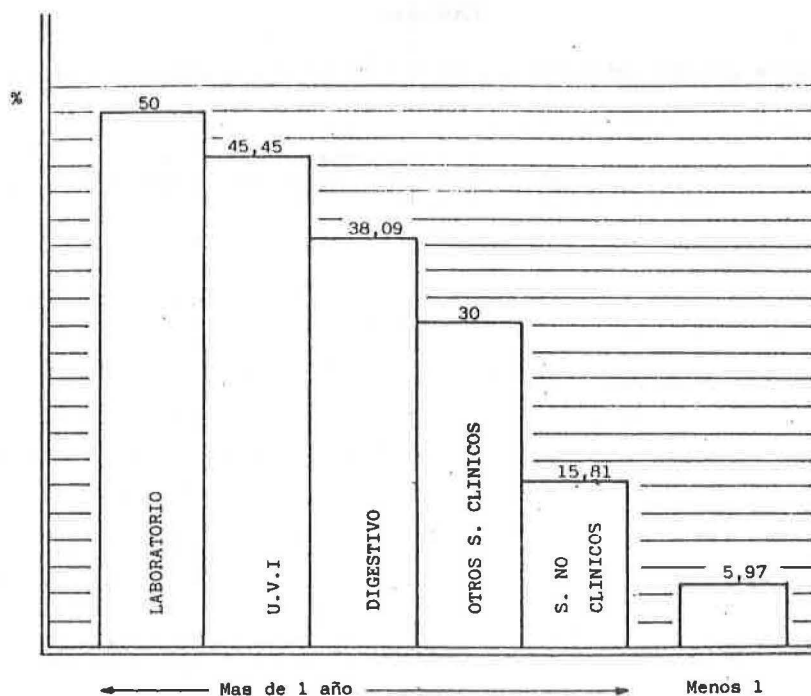 %
50
45,45
38,09
30
15,81
5,97
LABORATORIO
U.V.I
DIGESTIVO
OTROS S. CLINICOS
S. NO
CLINICOS
Mas de 1 año
Menos 1